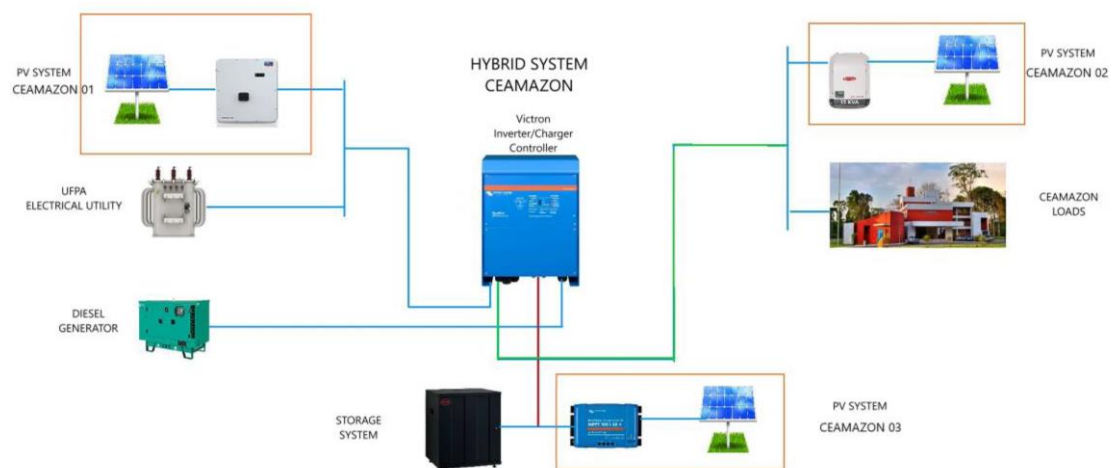 HYBRID SYSTEM
CEAMAZON
Victron
Inverter/Charger
Controller
PV SYSTEM
CEAMAZON 01
UFPA
ELECTRICAL UTILITY
DIESEL
GENERATOR
STORAGE
SYSTEM
PV SYSTEM
CEAMAZON 02
CEAMAZON
LOADS
PV SYSTEM
CEAMAZON 03